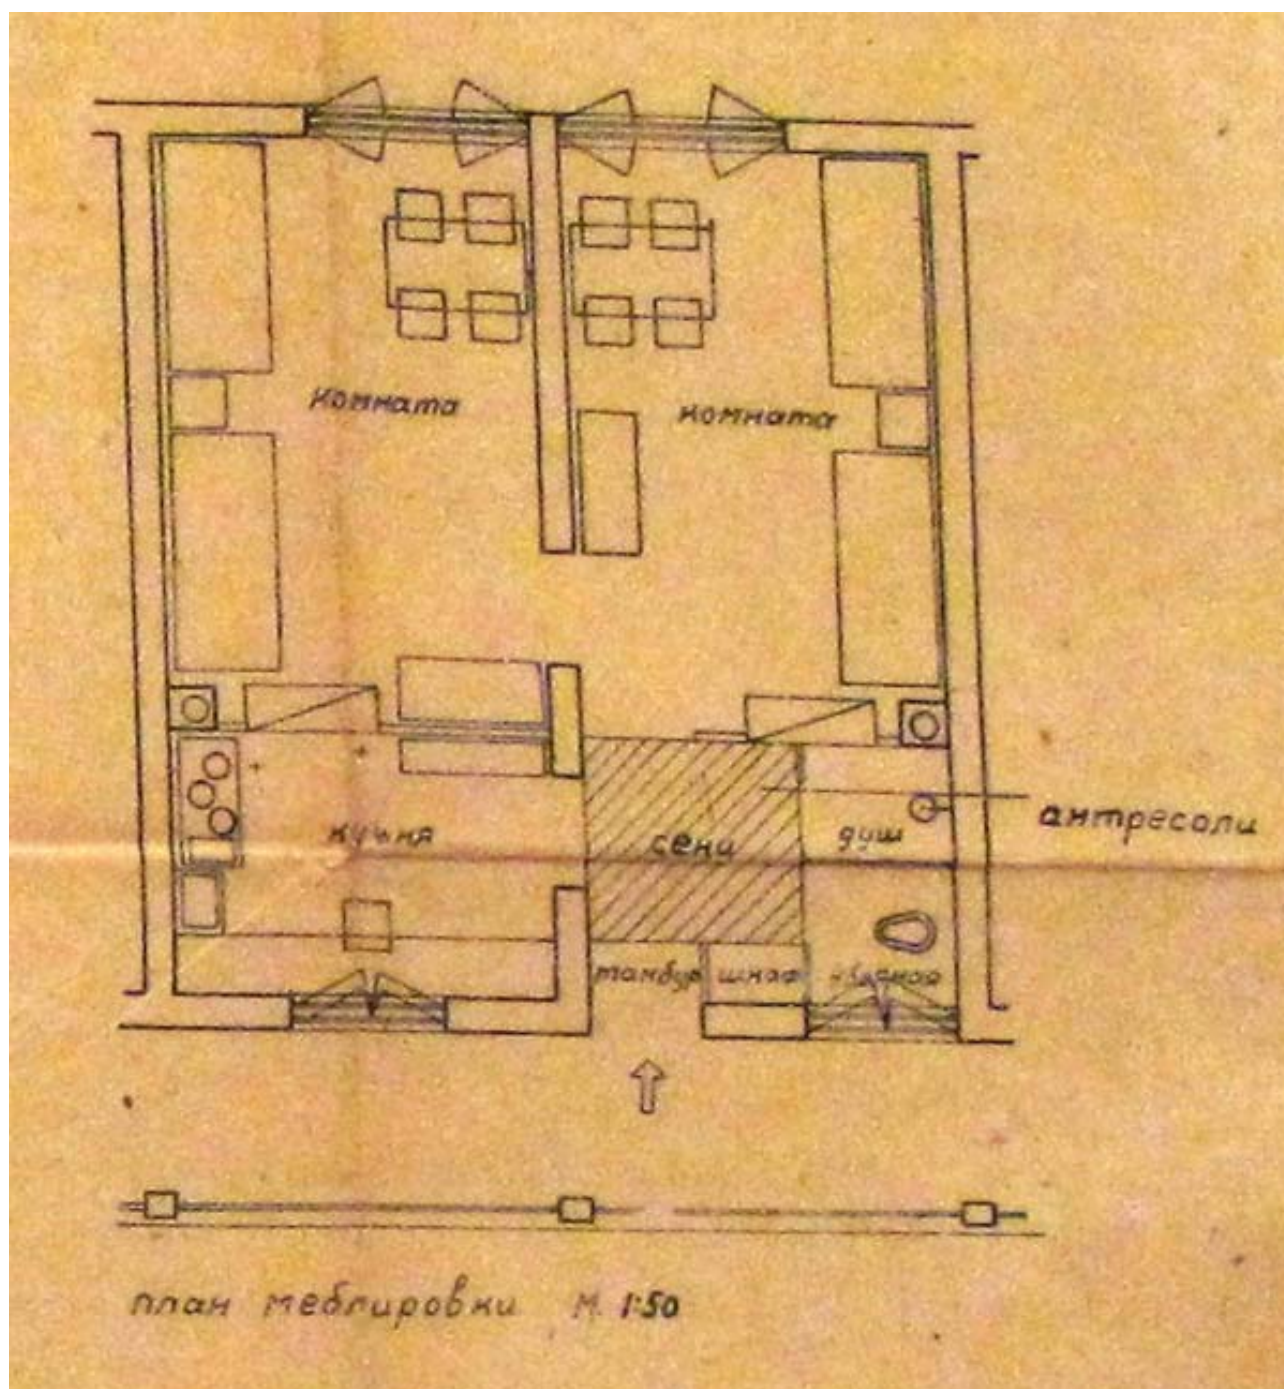 комната
комната
кухня
сени
душ
антресоли
тамбур
шкаф
план меблировки М. 1:50